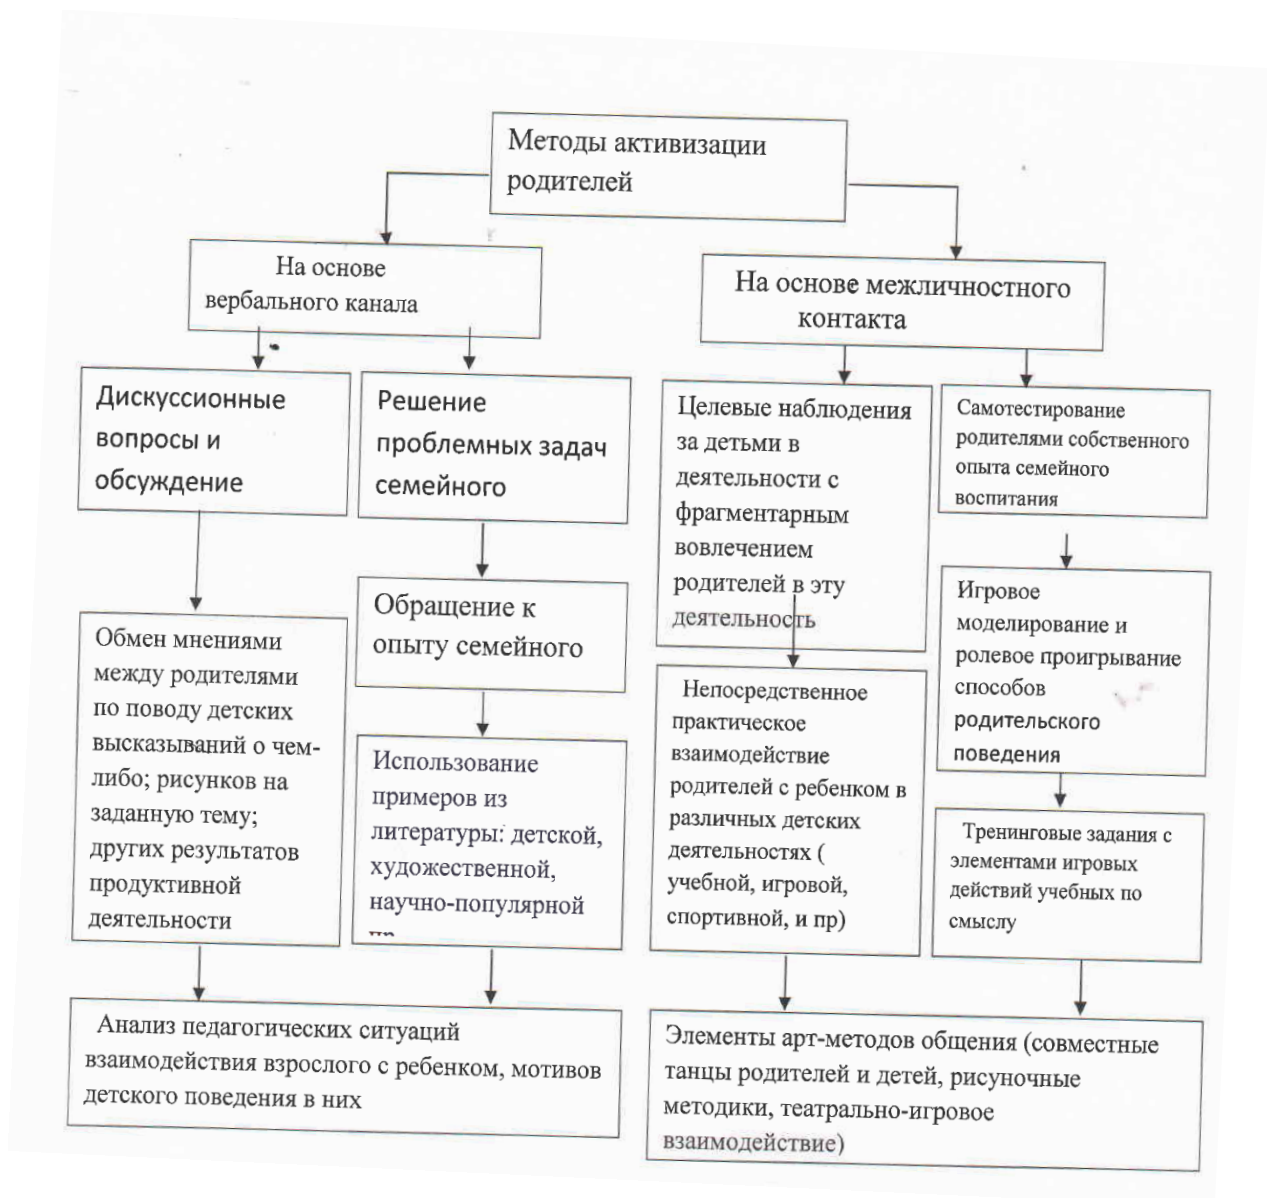 Методы активизации
родителей
На основе
вербального канала
На основе межличностного
контакта
Дискуссионные
вопросы и
обсуждение
Решение
проблемных задач
семейного
Целевые наблюдения
за детьми в
деятельности с
фрагментарным
вовлечением
родителей в эту
деятельность
Самотестирование
родителями собственного
опыта семейного
воспитания
Обращение к
опыту семейного
Игровое
моделирование и
ролевое проигрывание
способов
родительского
поведения
Обмен мнениями
между родителями
по поводу детских
высказываний о чем-
либо; рисунков на
заданную тему;
других результатов
продуктивной
деятельности
Использование
примеров из
литературы: детской,
художественной,
научно-популярной
Непосредственное
практическое
взаимодействие
родителей с ребенком в
различных детских
деятельностях (
учебной, игровой,
спортивной, и пр)
Тренинговые задания с
элементами игровых
действий учебных по
смыслу
Анализ педагогических ситуаций
взаимодействия взрослого с ребенком, мотивов
детского поведения в них
Элементы арт-методов общения (совместные
танцы родителей и детей, рисуночные
методики, театрально-игровое
взаимодействие)